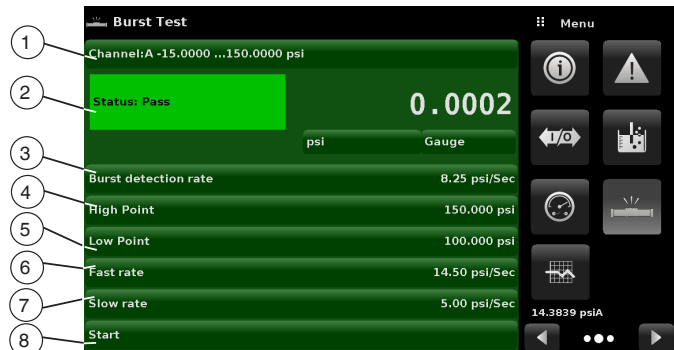 Burst Test
Menu
1
Channel:A -15.0000 ...150.0000 psi
2
Status: Pass
0.0002
psi
Gauge
I/O
3
Burst detection rate
8.25 psi/Sec
4
High Point
150.000 psi
5
Low Point
100.000 psi
6
Fast rate
14.50 psi/Sec
7
Slow rate
5.00 psi/Sec
14.3839 psiA
8
Start